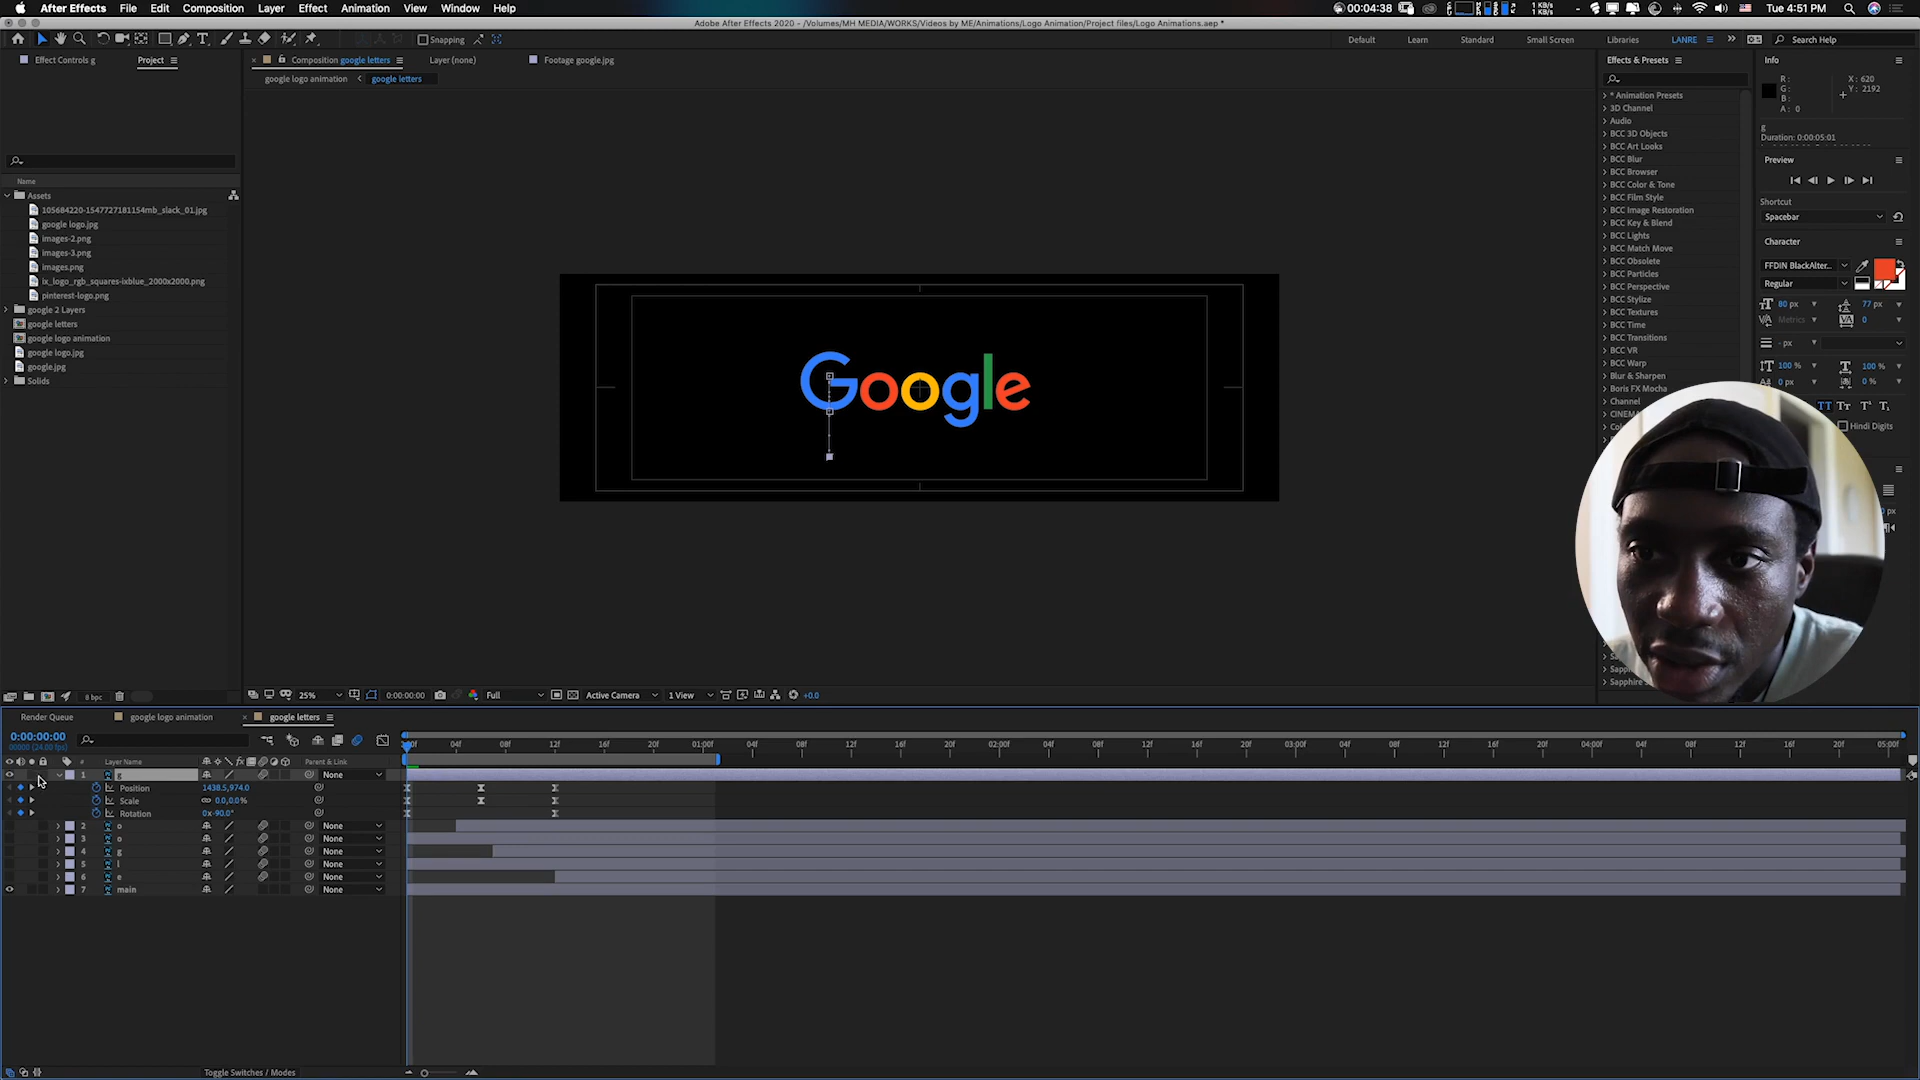 After Effects File Edit Composition Layer Effect Animation View Window Help
00:04:38
1 KB/s
1 KB/s
Tue 4:51 PM
Adobe After Effects 2020 - /Volumes/MH MEDIA/WORKS/Videos by ME/Animations/Logo Animation/Project files/Logo Animations.aep *
Snapping
Default Learn Standard Small Screen Libraries LANRE
Search Help
Effect Controls g
Project
Composition google letters
Layer (none)
Footage google.jpg
google logo animation
google letters
Name
Assets
105684220-1547727181154mb_slack_01.jpg
google logo.jpg
images-2.png
images-3.png
images.png
ix_logo_rgb_squares-ixblue_2000x2000.png
pinterest-logo.png
google 2 Layers
google letters
google logo animation
google logo.jpg
google.jpg
Solids
8 bpc
Google
25%
0:00:00:00
Full
Active Camera
1 View
+0.0
Effects & Presets
* Animation Presets
3D Channel
Audio
BCC 3D Objects
BCC Art Looks
BCC Blur
BCC Browser
BCC Color & Tone
BCC Film Style
BCC Image Restoration
BCC Key & Blend
BCC Lights
BCC Match Move
BCC Obsolete
BCC Particles
BCC Perspective
BCC Stylize
BCC Textures
BCC Time
BCC Transitions
BCC VR
BCC Warp
Blur & Sharpen
Boris FX Mocha
Channel
CINEM
Sapphire
Info
R :
G :
B :
A : 0
X : 620
Y : 2192
g
Duration: 0:00:05:01
Preview
Shortcut
Spacebar
Character
FFDIN BlackAlter...
Regular
80 px
77 px
Metrics
0
- px
100 %
100 %
0 px
0 %
Hindi Digits
Render Queue
google logo animation
google letters
0:00:00:00
00000 (24.00 fps)
# Layer Name
Parent & Link
1 g None
Position 1438.5,974.0
Scale 0.0,0.0%
Rotation 0x-90.0°
2 o None
3 o None
4 g None
5 l None
6 e None
7 main None
:00f 04f 08f 12f 16f 20f 01:00f 04f 08f 12f 16f 20f 02:00f 04f 08f 12f 16f 20f 03:00f 04f 08f 12f 16f 20f 04:00f 04f 08f 12f 16f 20f 05:00f
Toggle Switches / Modes